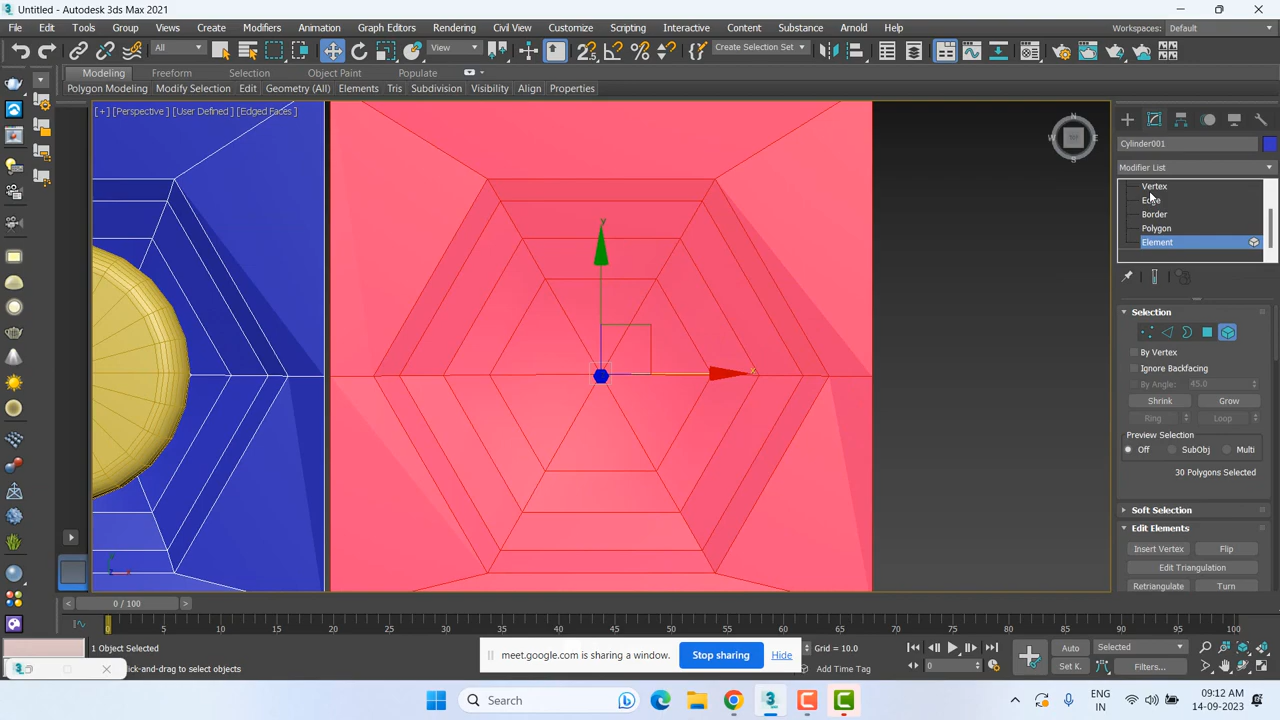 Untitled - Autodesk 3ds Max 2021
File Edit Tools Group Views Create Modifiers Animation Graph Editors Rendering Civil View Customize Scripting Interactive Content Substance Arnold Help
Workspaces: Default
All View Create Selection Set
Modeling Freeform Selection Object Paint Populate
Polygon Modeling Modify Selection Edit Geometry (All) Elements Tris Subdivision Visibility Align Properties
[+] [Perspective] [User Defined] [Edged Faces]
N
W E
S
Cylinder001
Modifier List
Vertex
Edge
Border
Polygon
Element
Selection
By Vertex
Ignore Backfacing
By Angle: 45.0
Shrink Grow
Ring Loop
Preview Selection
Off SubObj Multi
30 Polygons Selected
Soft Selection
Edit Elements
Insert Vertex Flip
Edit Triangulation
Retriangulate Turn
y
x
< 0 / 100 >
0 5 10 15 20 25 30 35 40 45 50 55 60 65 70 75 80 85 90 95 100
1 Object Selected
click-and-drag to select objects
meet.google.com is sharing a window. Stop sharing Hide
Grid = 10.0
Add Time Tag
0
Auto Selected
Set K. Filters...
Search
ENG
IN
09:12 AM
14-09-2023